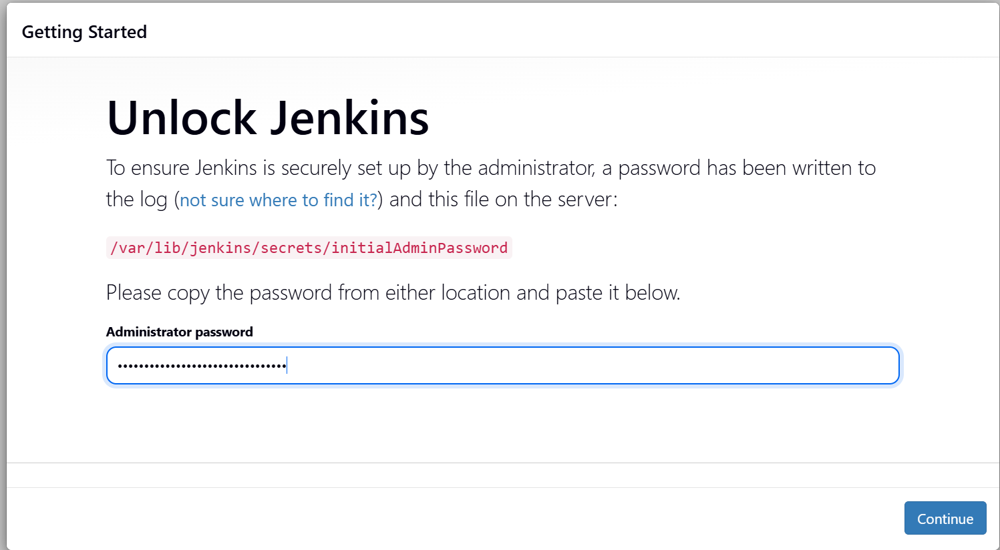 Getting Started
Unlock Jenkins
To ensure Jenkins is securely set up by the administrator, a password has been written to
the log (not sure where to find it?) and this file on the server:
/var/lib/jenkins/secrets/initialAdminPassword
Please copy the password from either location and paste it below.
Administrator password
••••••••••••••••••••••••••••••••
Continue